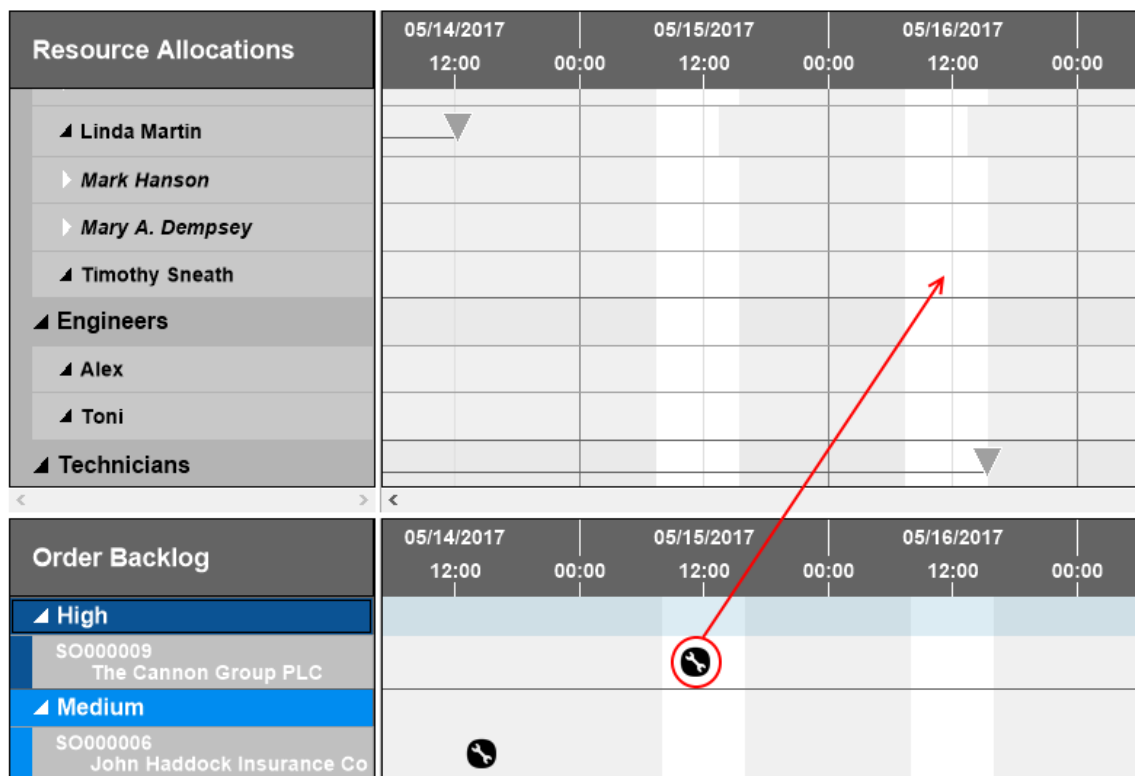 Resource Allocations
05/14/2017 05/15/2017 05/16/2017
12:00 00:00 12:00 00:00 12:00 00:00
Linda Martin
Mark Hanson
Mary A. Dempsey
Timothy Sneath
Engineers
Alex
Toni
Technicians
Order Backlog
05/14/2017 05/15/2017 05/16/2017
12:00 00:00 12:00 00:00 12:00 00:00
High
SO000009
The Cannon Group PLC
Medium
SO000006
John Haddock Insurance Co